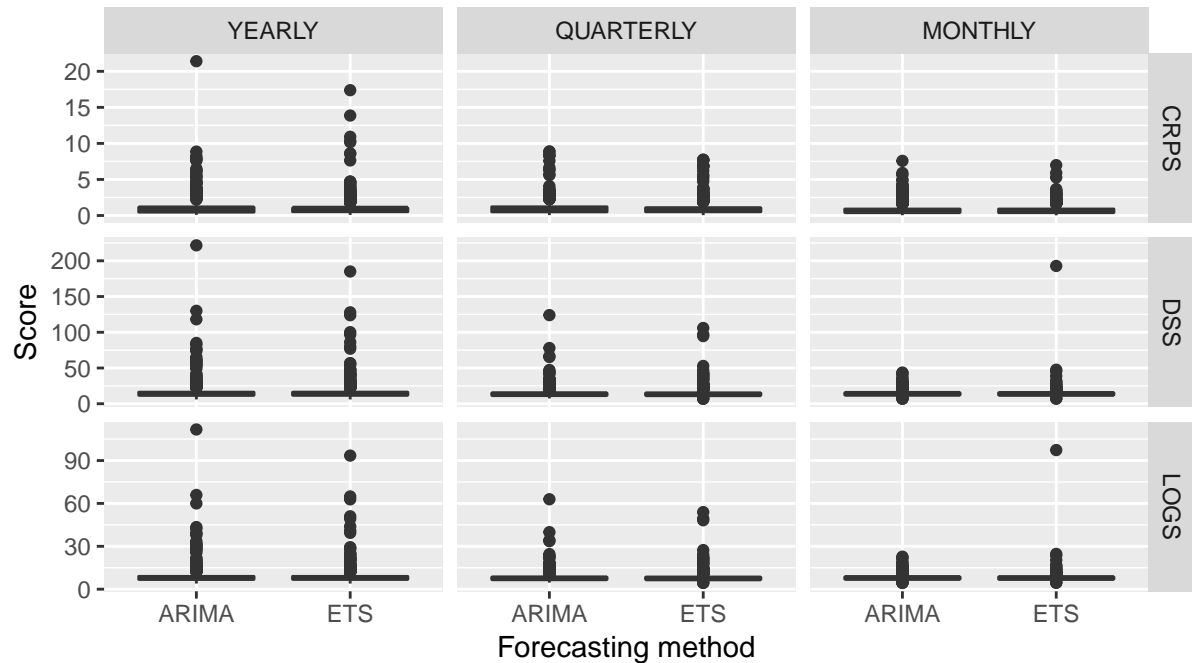 YEARLY QUARTERLY MONTHLY
20
15
10
5
0
CRPS
200
150
100
50
0
DSS
90
60
30
0
LOGS
Score
ARIMA ETS ARIMA ETS ARIMA ETS
Forecasting method